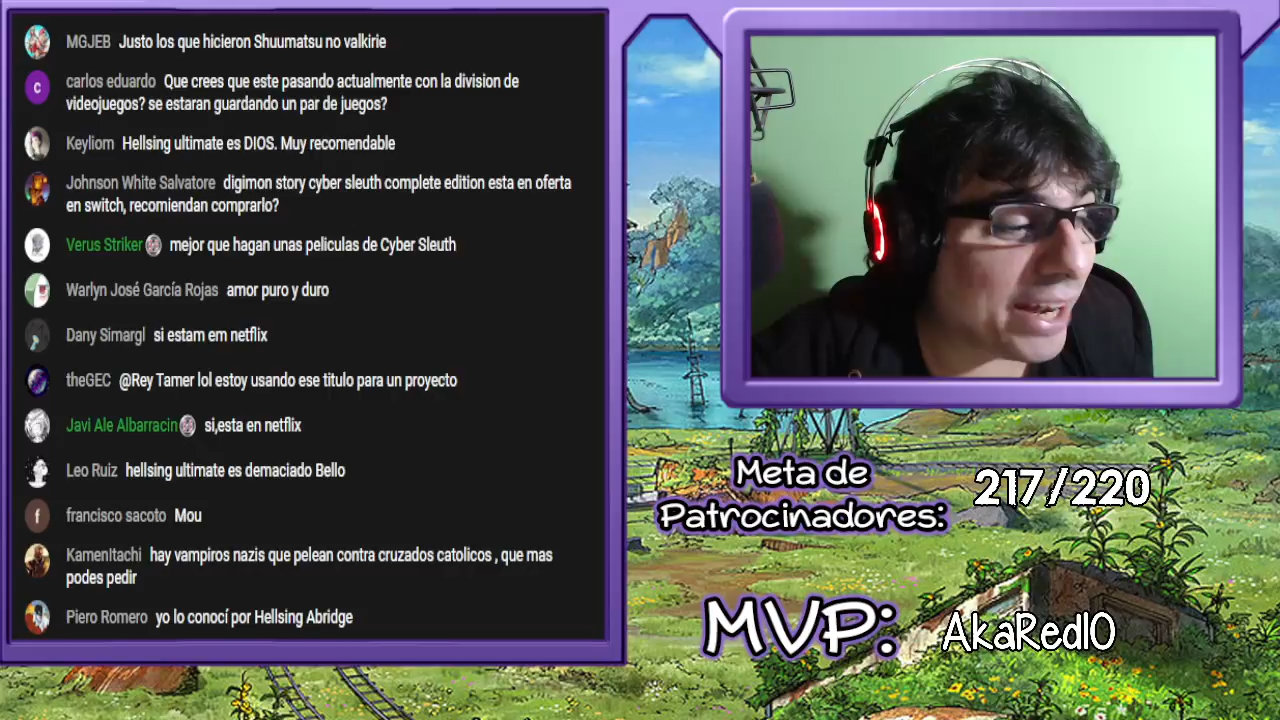 MGJEB Justo los que hicieron Shuumatsu no valkirie
carlos eduardo Que crees que este pasando actualmente con la division de
videojuegos? se estaran guardando un par de juegos?
Keyliom Hellsing ultimate es DIOS. Muy recomendable
Johnson White Salvatore digimon story cyber sleuth complete edition esta en oferta
en switch, recomiendan comprarlo?
Verus Striker mejor que hagan unas peliculas de Cyber Sleuth
Warlyn José García Rojas amor puro y duro
Dany Simargl si estam em netflix
theGEC @Rey Tamer lol estoy usando ese titulo para un proyecto
Javi Ale Albarracin si,esta en netflix
Leo Ruiz hellsing ultimate es demaciado Bello
francisco sacoto Mou
KamenItachi hay vampiros nazis que pelean contra cruzados catolicos , que mas
podes pedir
Piero Romero yo lo conocí por Hellsing Abridge
Meta de
Patrocinadores:
217/220
MVP:
AkaRed10